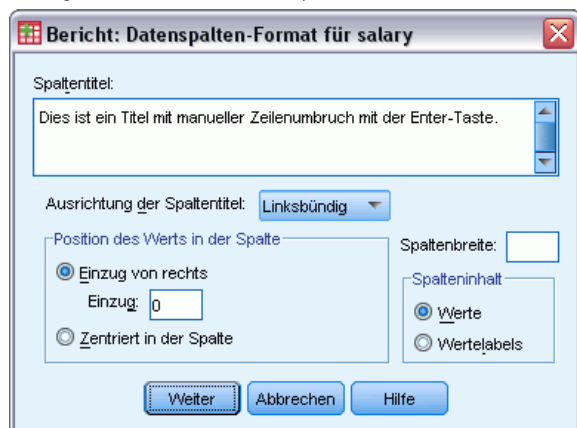 Bericht: Datenspalten-Format für salary
Spaltentitel:
Dies ist ein Titel mit manueller Zeilenumbruch mit der Enter-Taste.
Ausrichtung der Spaltentitel: Linksbündig
Position des Werts in der Spalte
Einzug von rechts
Einzug: 0
Zentriert in der Spalte
Spaltenbreite:
Spalteninhalt
Werte
Wertelabels
Weiter Abbrechen Hilfe